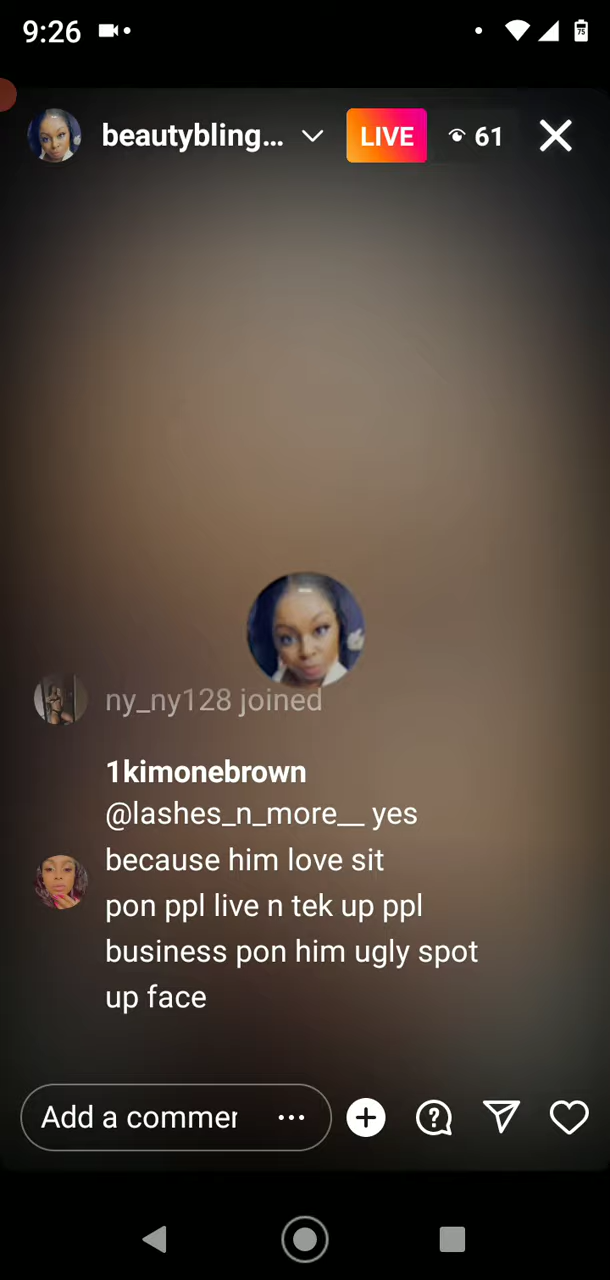 9:26
75
beautybling... LIVE 61
ny_ny128 joined
1kimonebrown
@lashes_n_more__ yes
because him love sit
pon ppl live n tek up ppl
business pon him ugly spot
up face
Add a commer